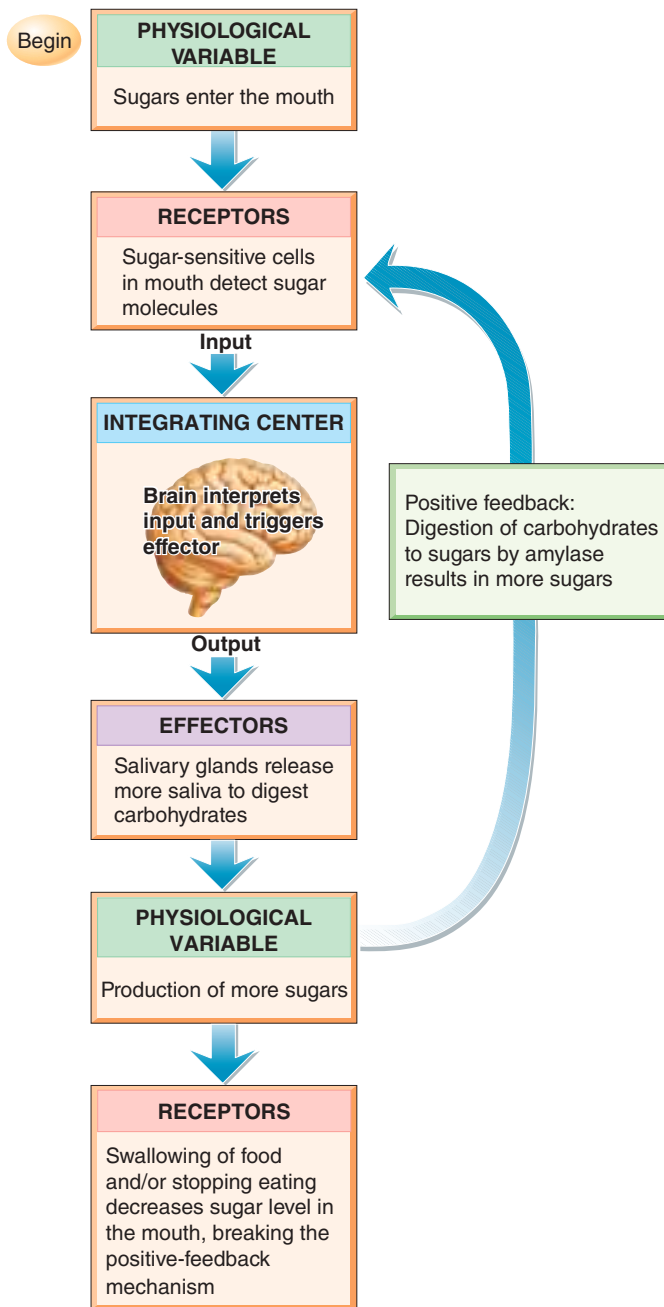 Begin
PHYSIOLOGICAL
VARIABLE
Sugars enter the mouth
RECEPTORS
Sugar-sensitive cells
in mouth detect sugar
molecules
Input
INTEGRATING CENTER
Brain interprets
input and triggers
effector
Positive feedback:
Digestion of carbohydrates
to sugars by amylase
results in more sugars
Output
EFFECTORS
Salivary glands release
more saliva to digest
carbohydrates
PHYSIOLOGICAL
VARIABLE
Production of more sugars
RECEPTORS
Swallowing of food
and/or stopping eating
decreases sugar level in
the mouth, breaking the
positive-feedback
mechanism